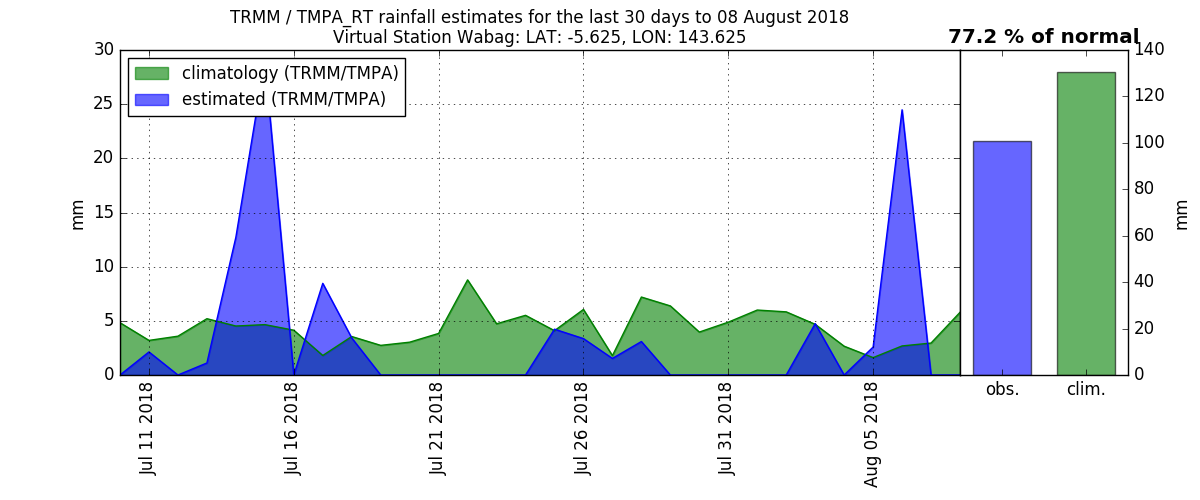 TRMM / TMPA_RT rainfall estimates for the last 30 days to 08 August 2018
Virtual Station Wabag: LAT: -5.625, LON: 143.625
77.2 % of normal
climatology (TRMM/TMPA)
estimated (TRMM/TMPA)
30
25
20
15
10
5
0
mm
Jul 11 2018
Jul 16 2018
Jul 21 2018
Jul 26 2018
Jul 31 2018
Aug 05 2018
obs.
clim.
140
120
100
80
60
40
20
0
mm